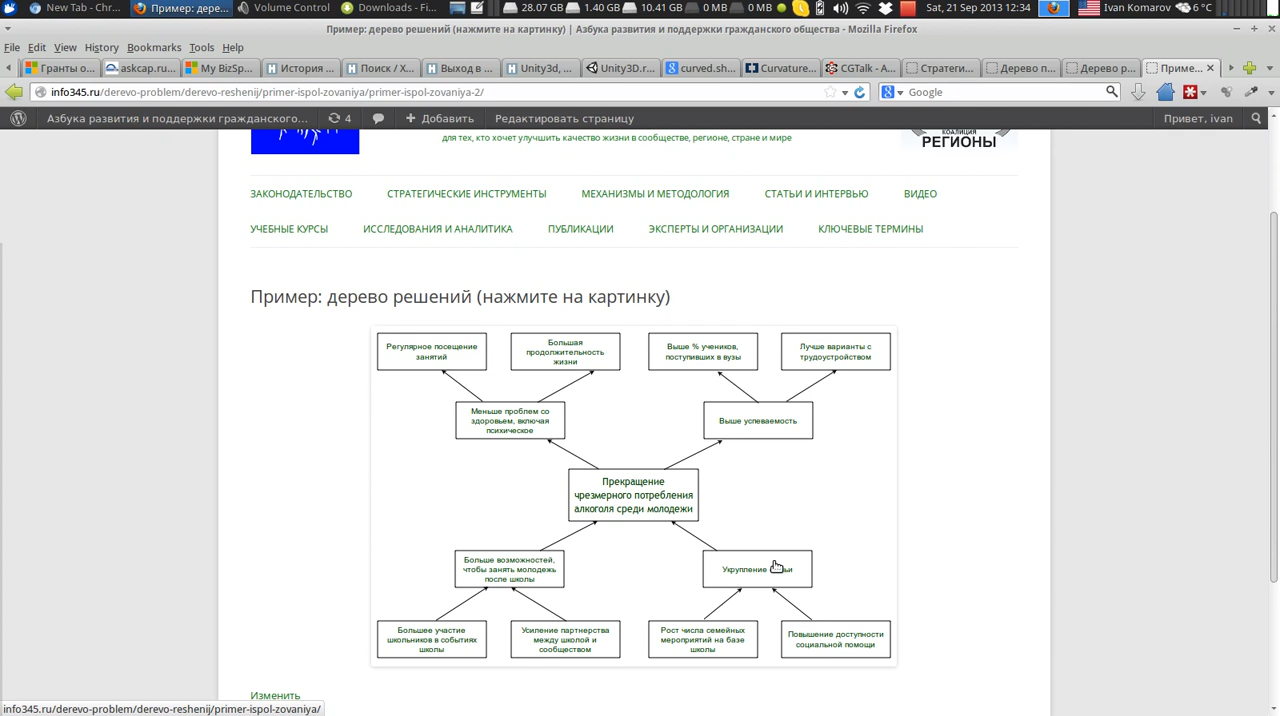 New Tab - Chr...
Пример: дере...
Volume Control
Downloads - Fi...
28.07 GB
1.40 GB
10.41 GB
0 MB
0 MB
Sat, 21 Sep 2013 12:34
Ivan Komarov
6 °C
Пример: дерево решений (нажмите на картинку) | Азбука развития и поддержки гражданского общества - Mozilla Firefox
File Edit View History Bookmarks Tools Help
Гранты о...
askcap.ru...
My BizSp...
История ...
Поиск / Х...
Выход в ...
Unity3d, ...
Unity3D.r...
curved.sh...
Curvature...
CGTalk - A...
Стратеги...
Дерево п...
Дерево р...
Приме...
info345.ru/derevo-problem/derevo-reshenij/primer-ispol-zovaniya/primer-ispol-zovaniya-2/
Google
Азбука развития и поддержки гражданского...
4
Добавить
Редактировать страницу
Привет, ivan
для тех, кто хочет улучшить качество жизни в сообществе, регионе, стране и мире
КОАЛИЦИЯ
РЕГИОНЫ
ЗАКОНОДАТЕЛЬСТВО СТРАТЕГИЧЕСКИЕ ИНСТРУМЕНТЫ МЕХАНИЗМЫ И МЕТОДОЛОГИЯ СТАТЬИ И ИНТЕРВЬЮ ВИДЕО
УЧЕБНЫЕ КУРСЫ ИССЛЕДОВАНИЯ И АНАЛИТИКА ПУБЛИКАЦИИ ЭКСПЕРТЫ И ОРГАНИЗАЦИИ КЛЮЧЕВЫЕ ТЕРМИНЫ
Пример: дерево решений (нажмите на картинку)
Регулярное посещение
занятий
Большая
продолжительность
жизни
Выше % учеников,
поступивших в вузы
Лучше варианты с
трудоустройством
Меньше проблем со
здоровьем, включая
психическое
Выше успеваемость
Прекращение
чрезмерного потребления
алкоголя среди молодежи
Больше возможностей,
чтобы занять молодежь
после школы
Укрупление
Большее участие
школьников в событиях
школы
Усиление партнерства
между школой и
сообществом
Рост числа семейных
мероприятий на базе
школы
Повышение доступности
социальной помощи
Изменить
info345.ru/derevo-problem/derevo-reshenij/primer-ispol-zovaniya/